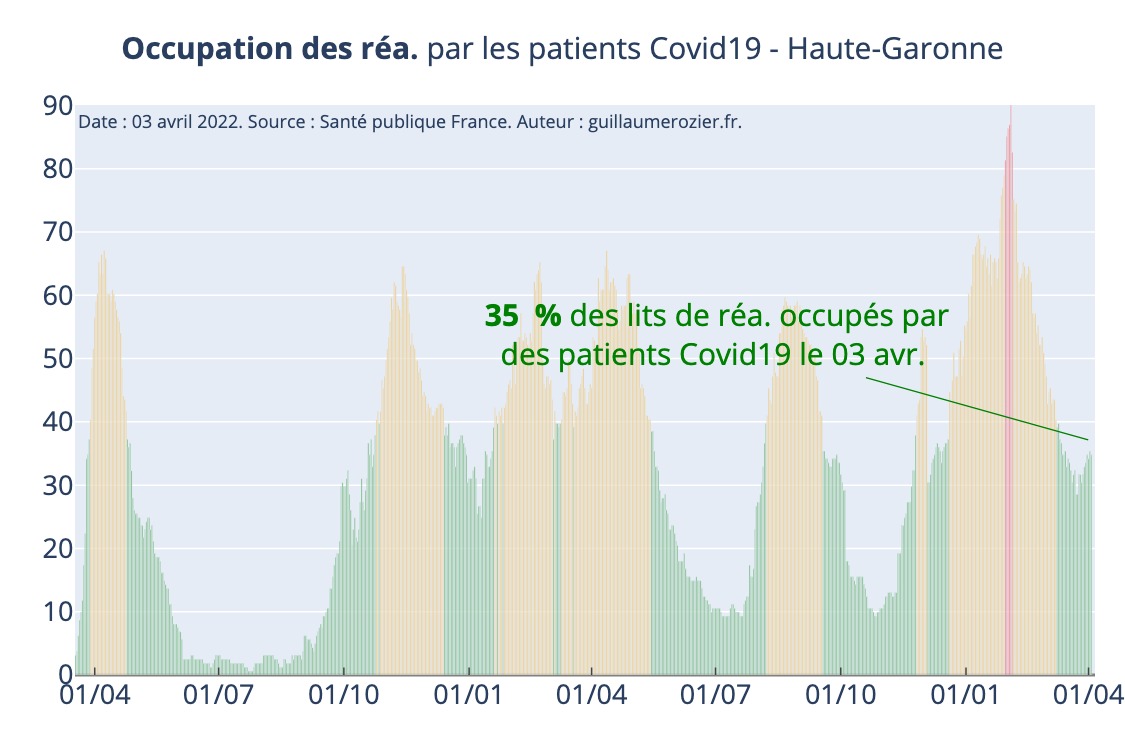 Occupation des réa. par les patients Covid19 - Haute-Garonne
90
Date : 03 avril 2022. Source : Santé publique France. Auteur : guillaumerozier.fr.
80
70
60
35 % des lits de réa. occupés par
des patients Covid19 le 03 avr.
50
40
30
20
10
0
01/04 01/07 01/10 01/01 01/04 01/07 01/10 01/01 01/04